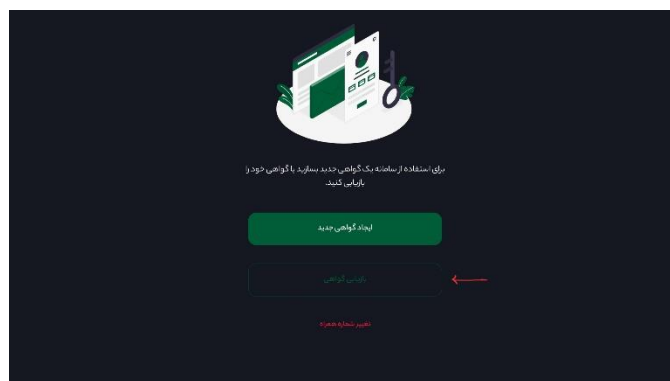 برای استفاده از سامانه یک گواهی جدید بسازید یا گواهی خود را
بازیابی کنید.
ایجاد گواهی جدید
بازیابی گواهی
تغییر شماره همراه